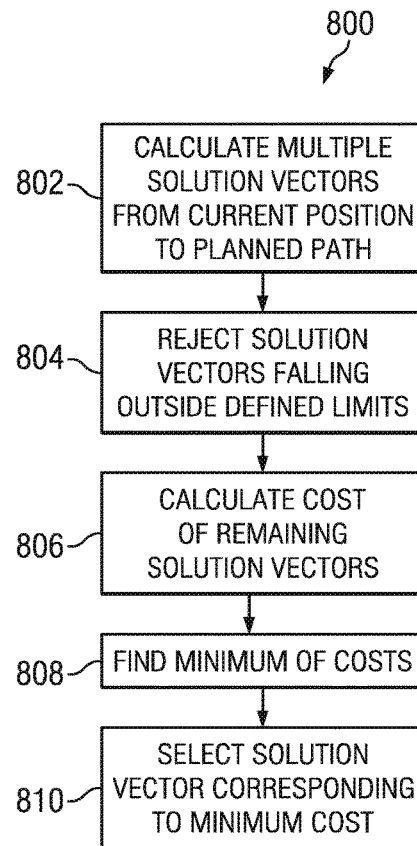 800
802
CALCULATE MULTIPLE
SOLUTION VECTORS
FROM CURRENT POSITION
TO PLANNED PATH
804
REJECT SOLUTION
VECTORS FALLING
OUTSIDE DEFINED LIMITS
806
CALCULATE COST
OF REMAINING
SOLUTION VECTORS
808
FIND MINIMUM OF COSTS
810
SELECT SOLUTION
VECTOR CORRESPONDING
TO MINIMUM COST